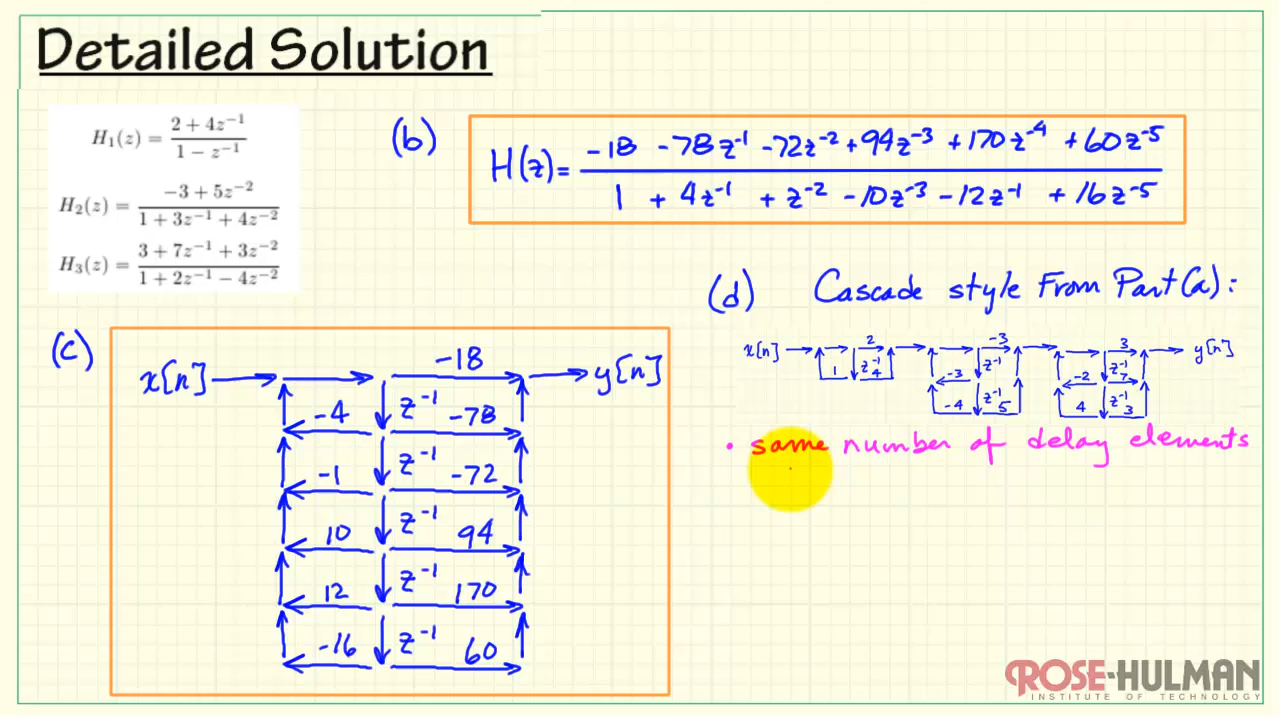 Detailed Solution
H₁(z) = (2 + 4z⁻¹) / (1 − z⁻¹)
H₂(z) = (−3 + 5z⁻²) / (1 + 3z⁻¹ + 4z⁻²)
H₃(z) = (3 + 7z⁻¹ + 3z⁻²) / (1 + 2z⁻¹ − 4z⁻²)
(b)
H(z) = (−18 −78z⁻¹ −72z⁻² +94z⁻³ +170z⁻⁴ +60z⁻⁵) / (1 + 4z⁻¹ + z⁻² −10z⁻³ −12z⁻¹ +16z⁻⁵)
(c)
x[n] −18 y[n]
−4 z⁻¹ −78
−1 z⁻¹ −72
10 z⁻¹ 94
12 z⁻¹ 170
−16 z⁻¹ 60
(d) Cascade style From Part(a):
x[n] 2 −3 3 y[n]
1 z⁻¹ 4 −3 z⁻¹ −2 z⁻¹ 7
−4 z⁻¹ 5 4 z⁻¹ 3
• same number of delay elements
ROSE-HULMAN
INSTITUTE OF TECHNOLOGY